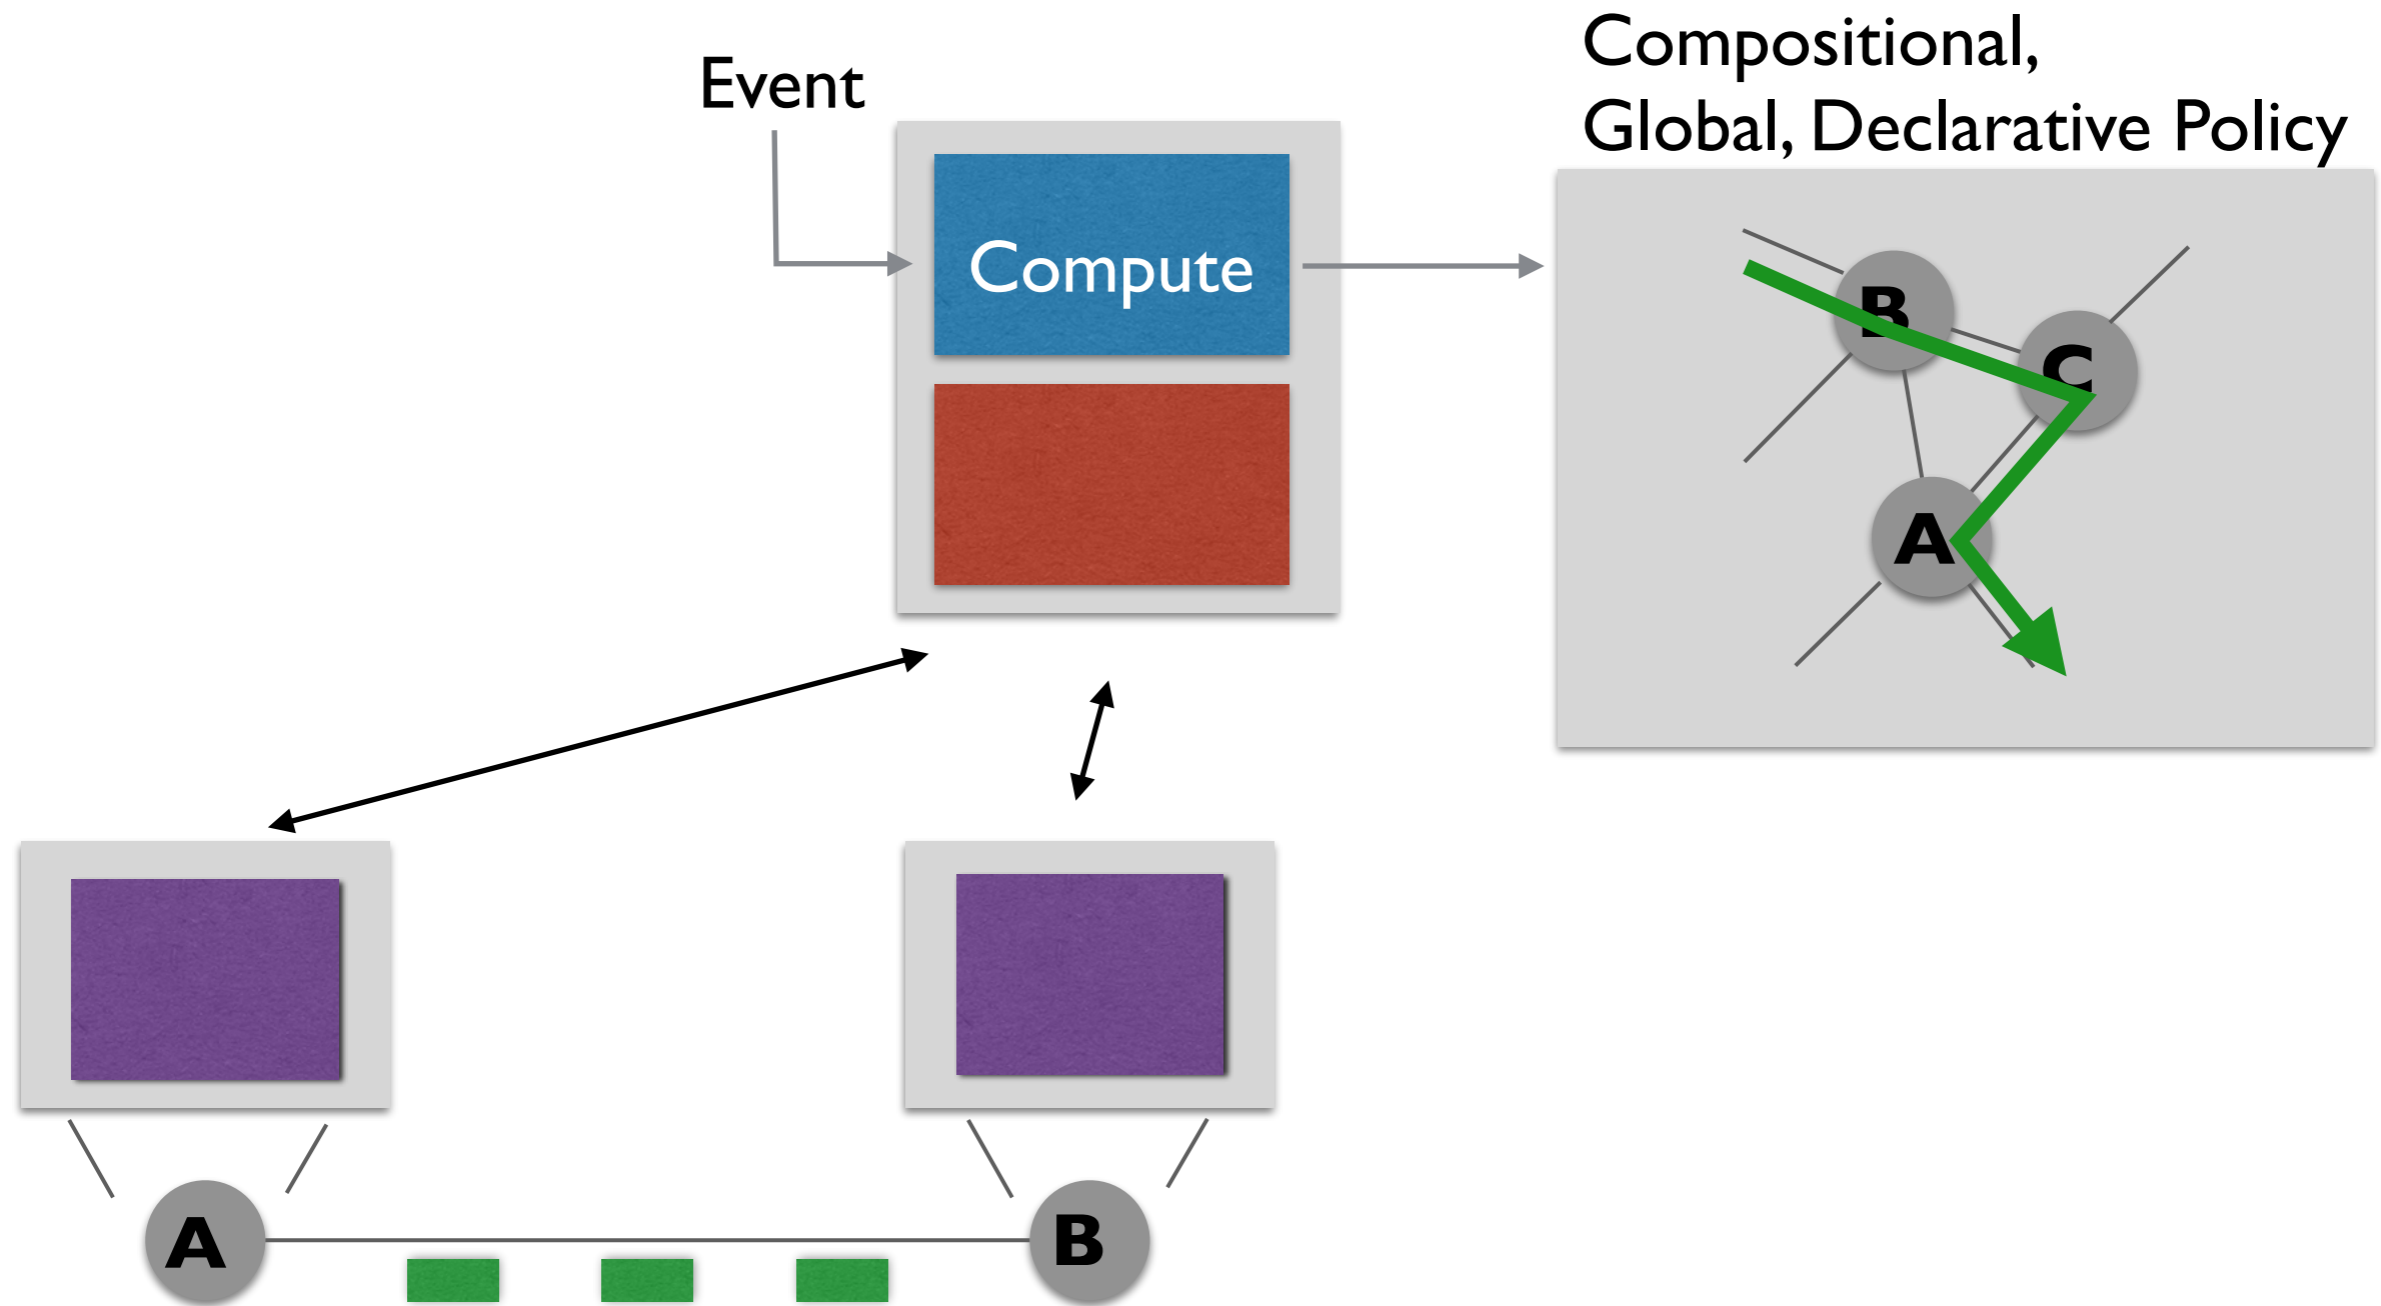 Compositional,
Global, Declarative Policy
Event
Compute
B
C
A
A
B